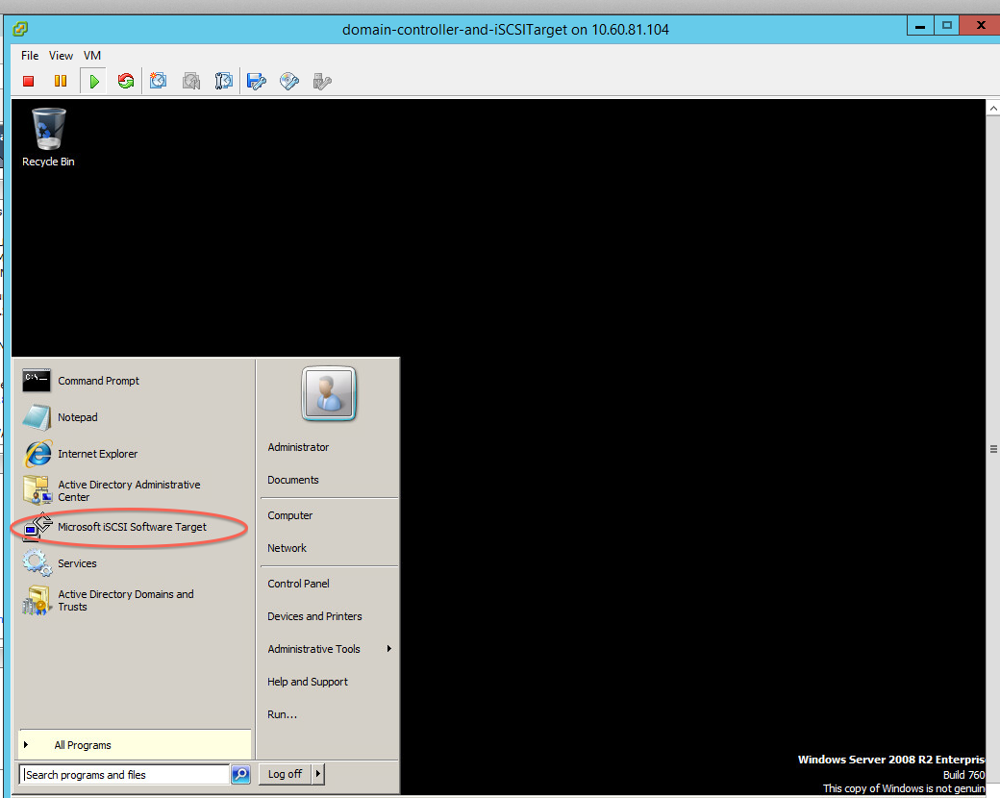 domain-controller-and-iSCSITarget on 10.60.81.104
File View VM
Recycle Bin
Command Prompt
Notepad
Internet Explorer
Active Directory Administrative
Center
Microsoft iSCSI Software Target
Services
Active Directory Domains and
Trusts
All Programs
Search programs and files
Administrator
Documents
Computer
Network
Control Panel
Devices and Printers
Administrative Tools
Help and Support
Run...
Log off
Windows Server 2008 R2 Enterpris
Build 760
This copy of Windows is not genuin